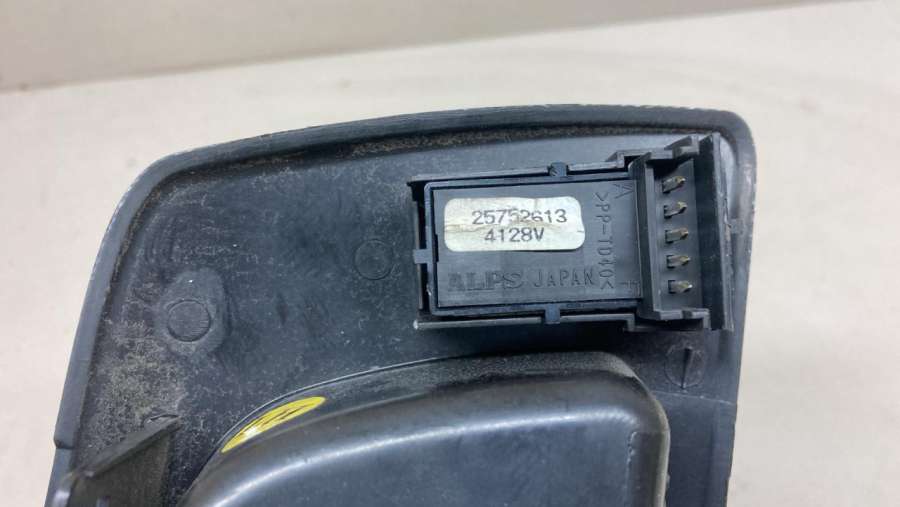 25752613
4128V
ALPS JAPAN
>PP-TD40<
A